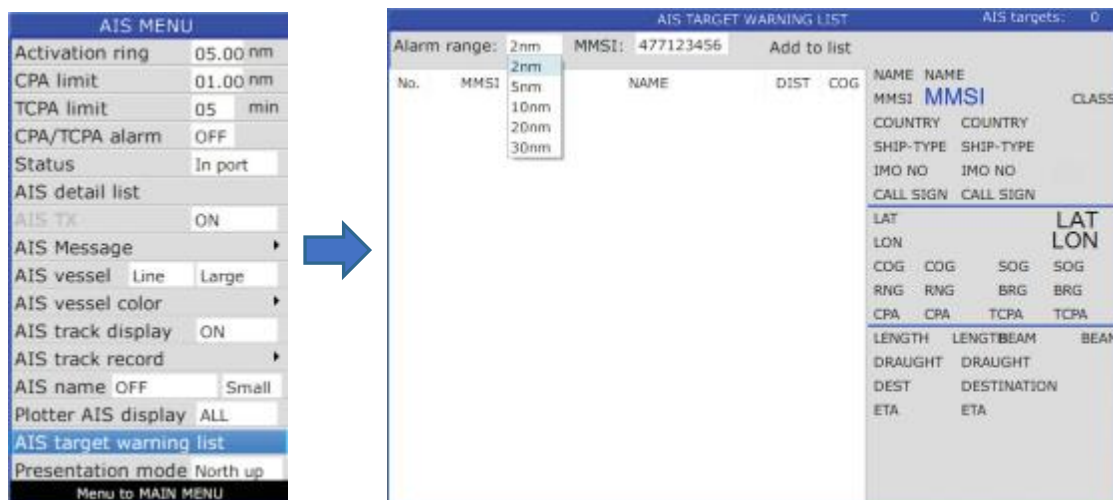 AIS MENU
Activation ring 05.00 nm
CPA limit 01.00 nm
TCPA limit 05 min
CPA/TCPA alarm OFF
Status In port
AIS detail list
AIS TX ON
AIS Message
AIS vessel Line Large
AIS vessel color
AIS track display ON
AIS track record
AIS name OFF Small
Plotter AIS display ALL
AIS target warning list
Presentation mode North up
Menu to MAIN MENU
AIS TARGET WARNING LIST AIS targets: 0
Alarm range: 2nm MMSI: 477123456 Add to list
2nm
5nm
10nm
20nm
30nm
No. MMSI NAME DIST COG
NAME NAME
MMSI MMSI CLASS
COUNTRY COUNTRY
SHIP-TYPE SHIP-TYPE
IMO NO IMO NO
CALL SIGN CALL SIGN
LAT LAT
LON LON
COG COG SOG SOG
RNG RNG BRG BRG
CPA CPA TCPA TCPA
LENGTH LENGTBEAM BEAM
DRAUGHT DRAUGHT
DEST DESTINATION
ETA ETA